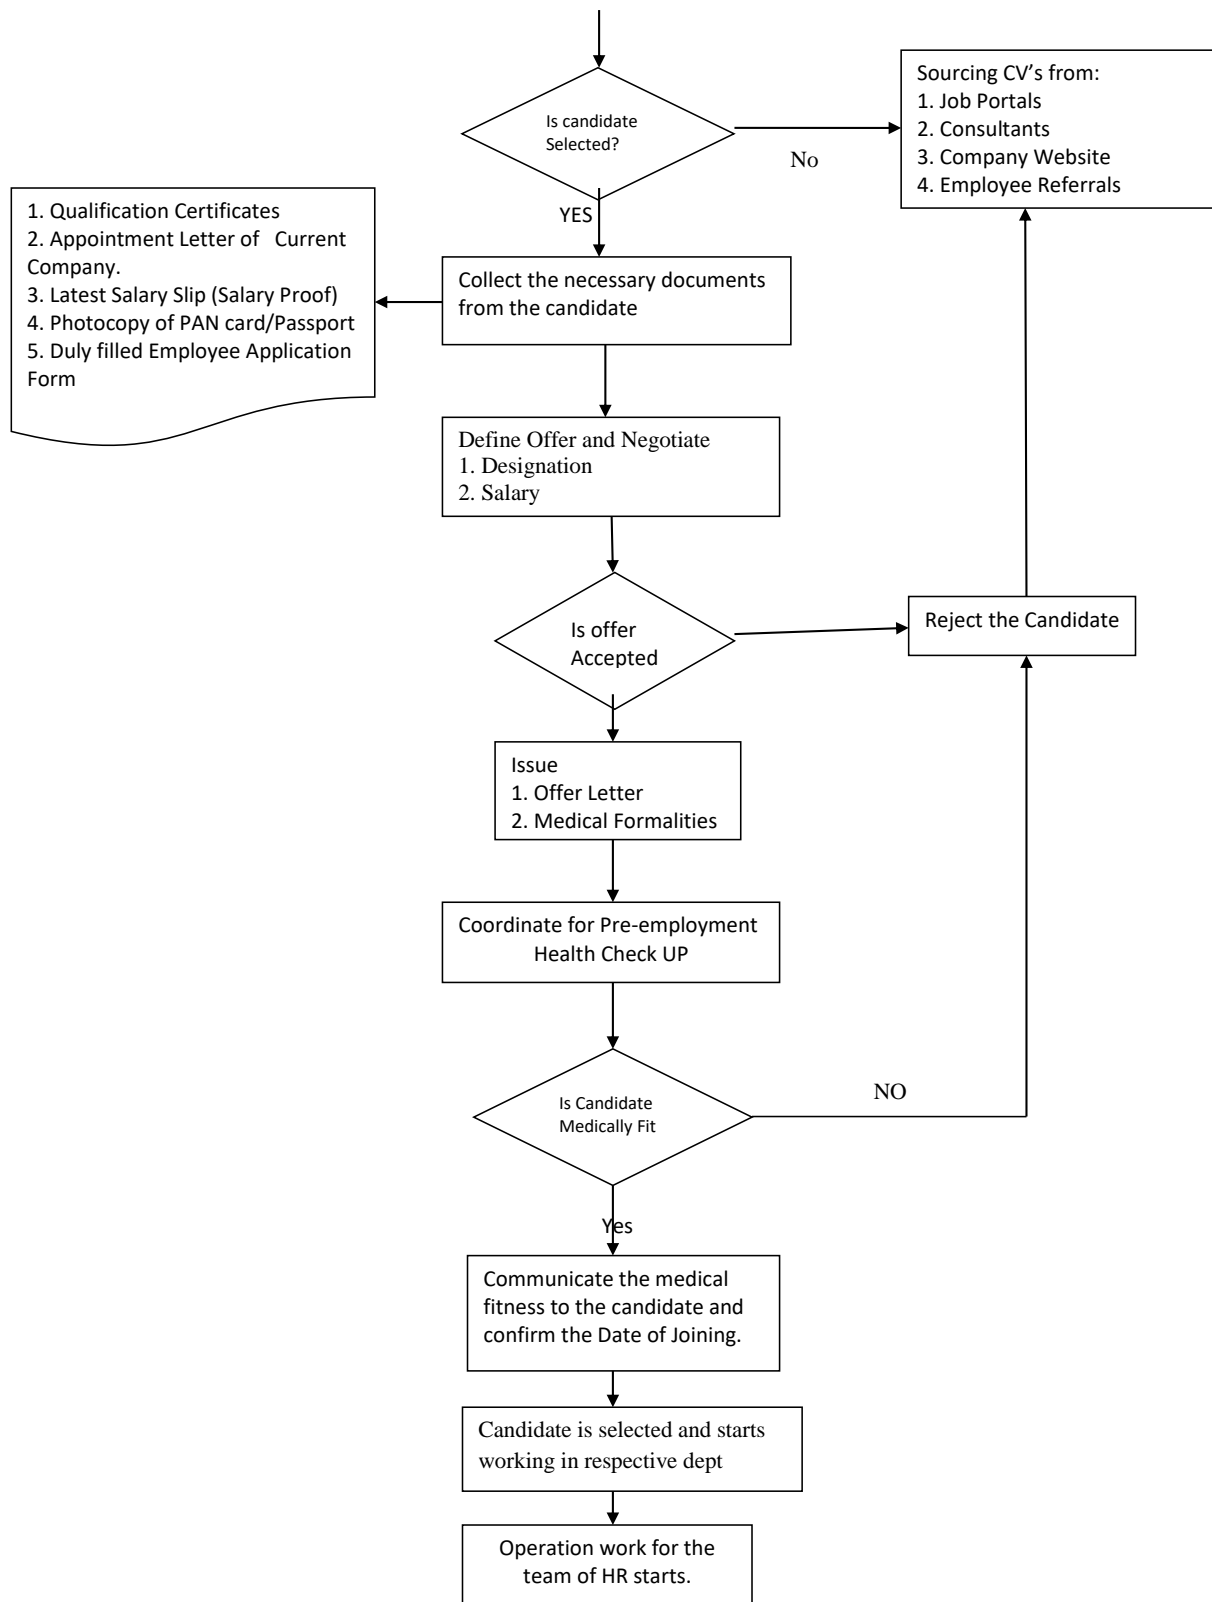 Is candidate
Selected?
No
Sourcing CV’s from:
1. Job Portals
2. Consultants
3. Company Website
4. Employee Referrals
YES
1. Qualification Certificates
2. Appointment Letter of Current
Company.
3. Latest Salary Slip (Salary Proof)
4. Photocopy of PAN card/Passport
5. Duly filled Employee Application
Form
Collect the necessary documents
from the candidate
Define Offer and Negotiate
1. Designation
2. Salary
Is offer
Accepted
Reject the Candidate
Issue
1. Offer Letter
2. Medical Formalities
Coordinate for Pre-employment
Health Check UP
Is Candidate
Medically Fit
NO
Yes
Communicate the medical
fitness to the candidate and
confirm the Date of Joining.
Candidate is selected and starts
working in respective dept
Operation work for the
team of HR starts.